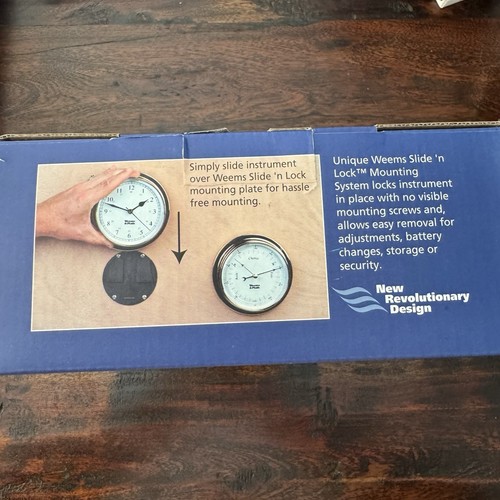 Simply slide instrument
over Weems Slide 'n Lock
mounting plate for hassle
free mounting.
Unique Weems Slide 'n
Lock™ Mounting
System locks instrument
in place with no visible
mounting screws and,
allows easy removal for
adjustments, battery
changes, storage or
security.
New
Revolutionary
Design